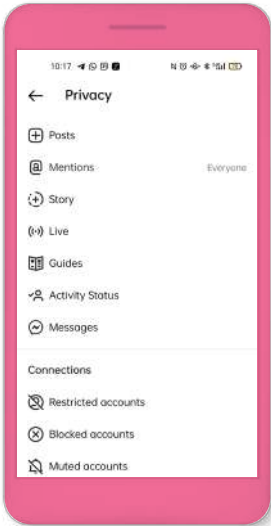 10:17
Privacy
Posts
Mentions Everyone
Story
Live
Guides
Activity Status
Messages
Connections
Restricted accounts
Blocked accounts
Muted accounts